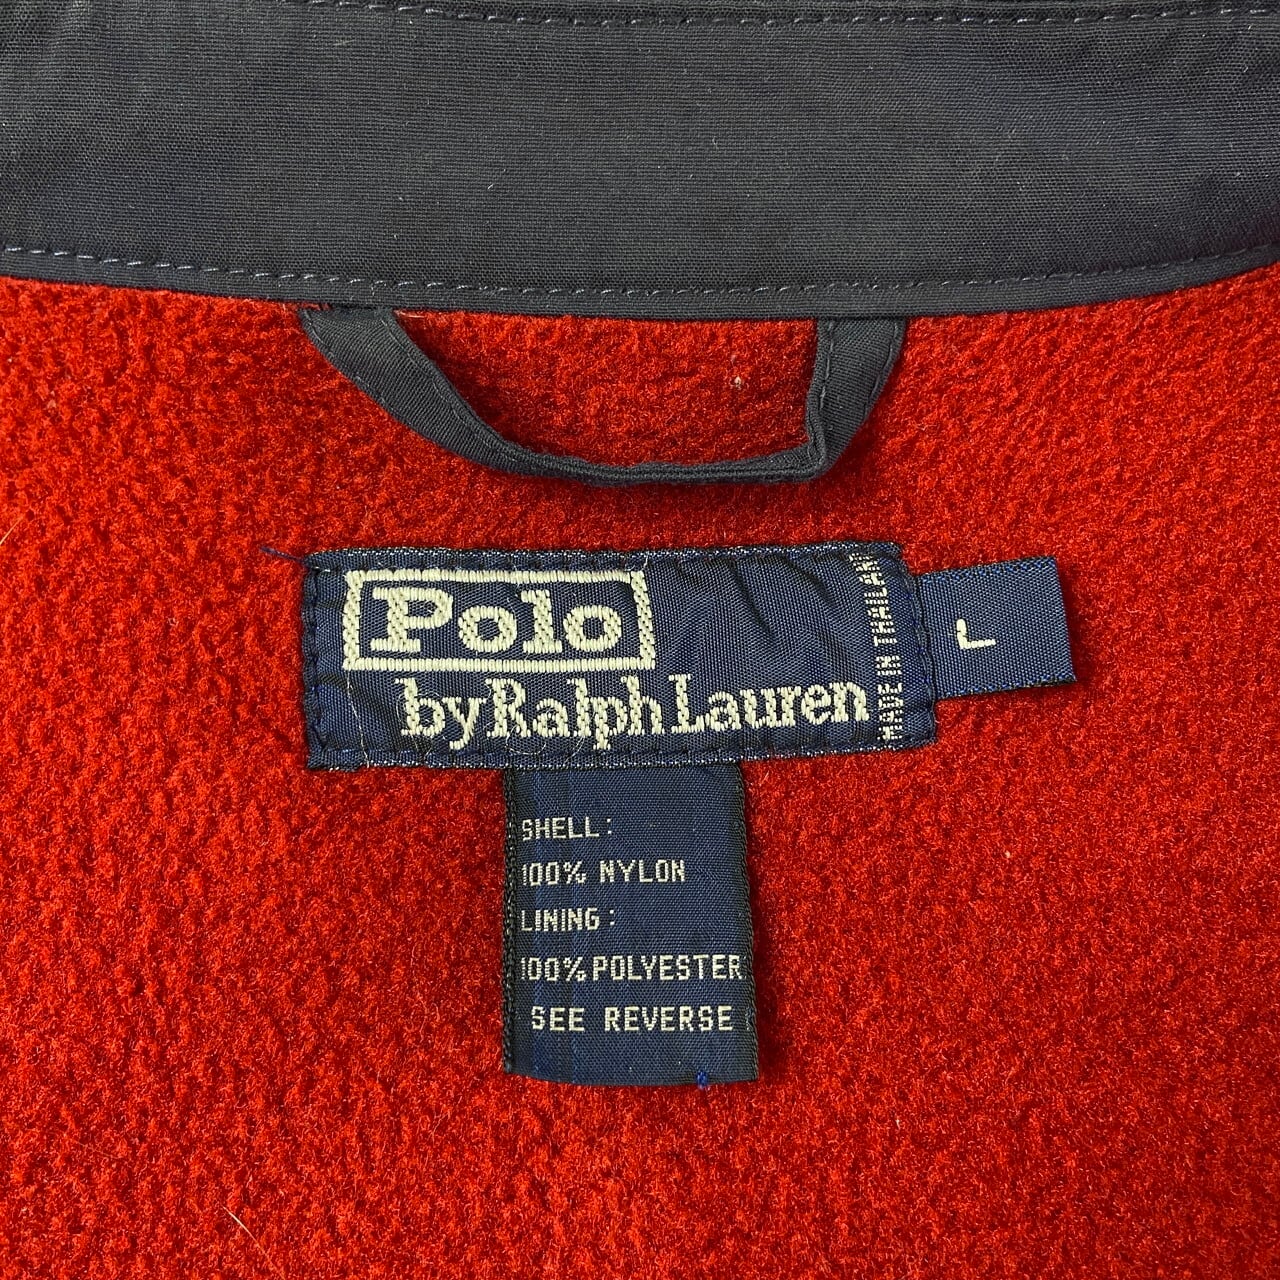 Polo
by Ralph Lauren
MADE IN THAILAND
L
SHELL:
100% NYLON
LINING:
100% POLYESTER
SEE REVERSE